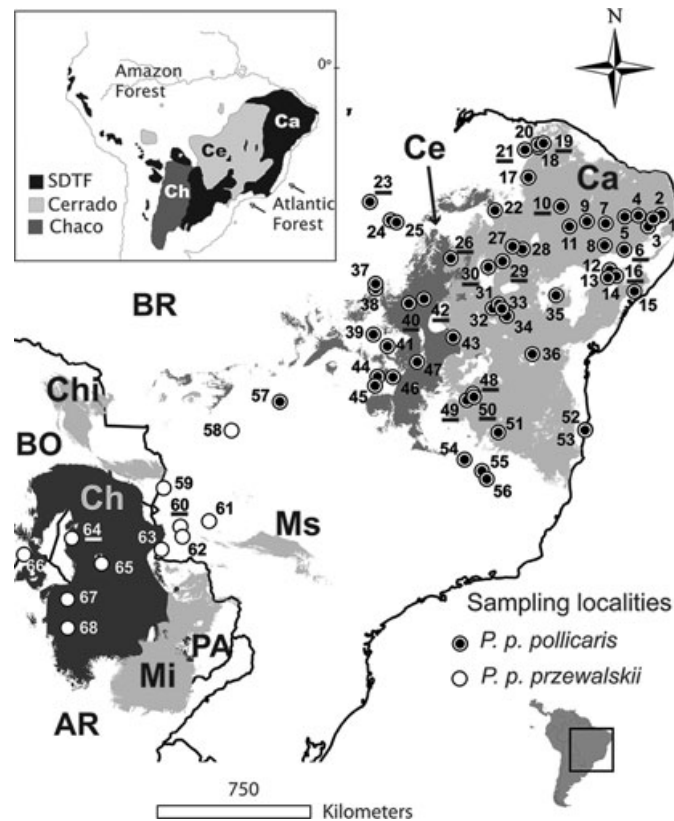 Amazon
Forest
0°
Ca
Ce
Ch
SDTF
Cerrado
Chaco
Atlantic
Forest
N
Ce
Ca
20
19
21
18
17
23
10
9
7
4
2
22
11
5
3
1
24
25
8
6
26
27
28
12
16
30
29
13
14
15
37
38
31
33
35
BR
40
42
32
34
39
41
43
36
44
47
45
46
48
57
49
50
58
51
52
53
54
55
56
Chi
BO
59
Ch
60
61
Ms
64
63
62
66
65
67
68
PA
Mi
AR
Sampling localities
P. p. pollicaris
P. p. przewalskii
750
Kilometers